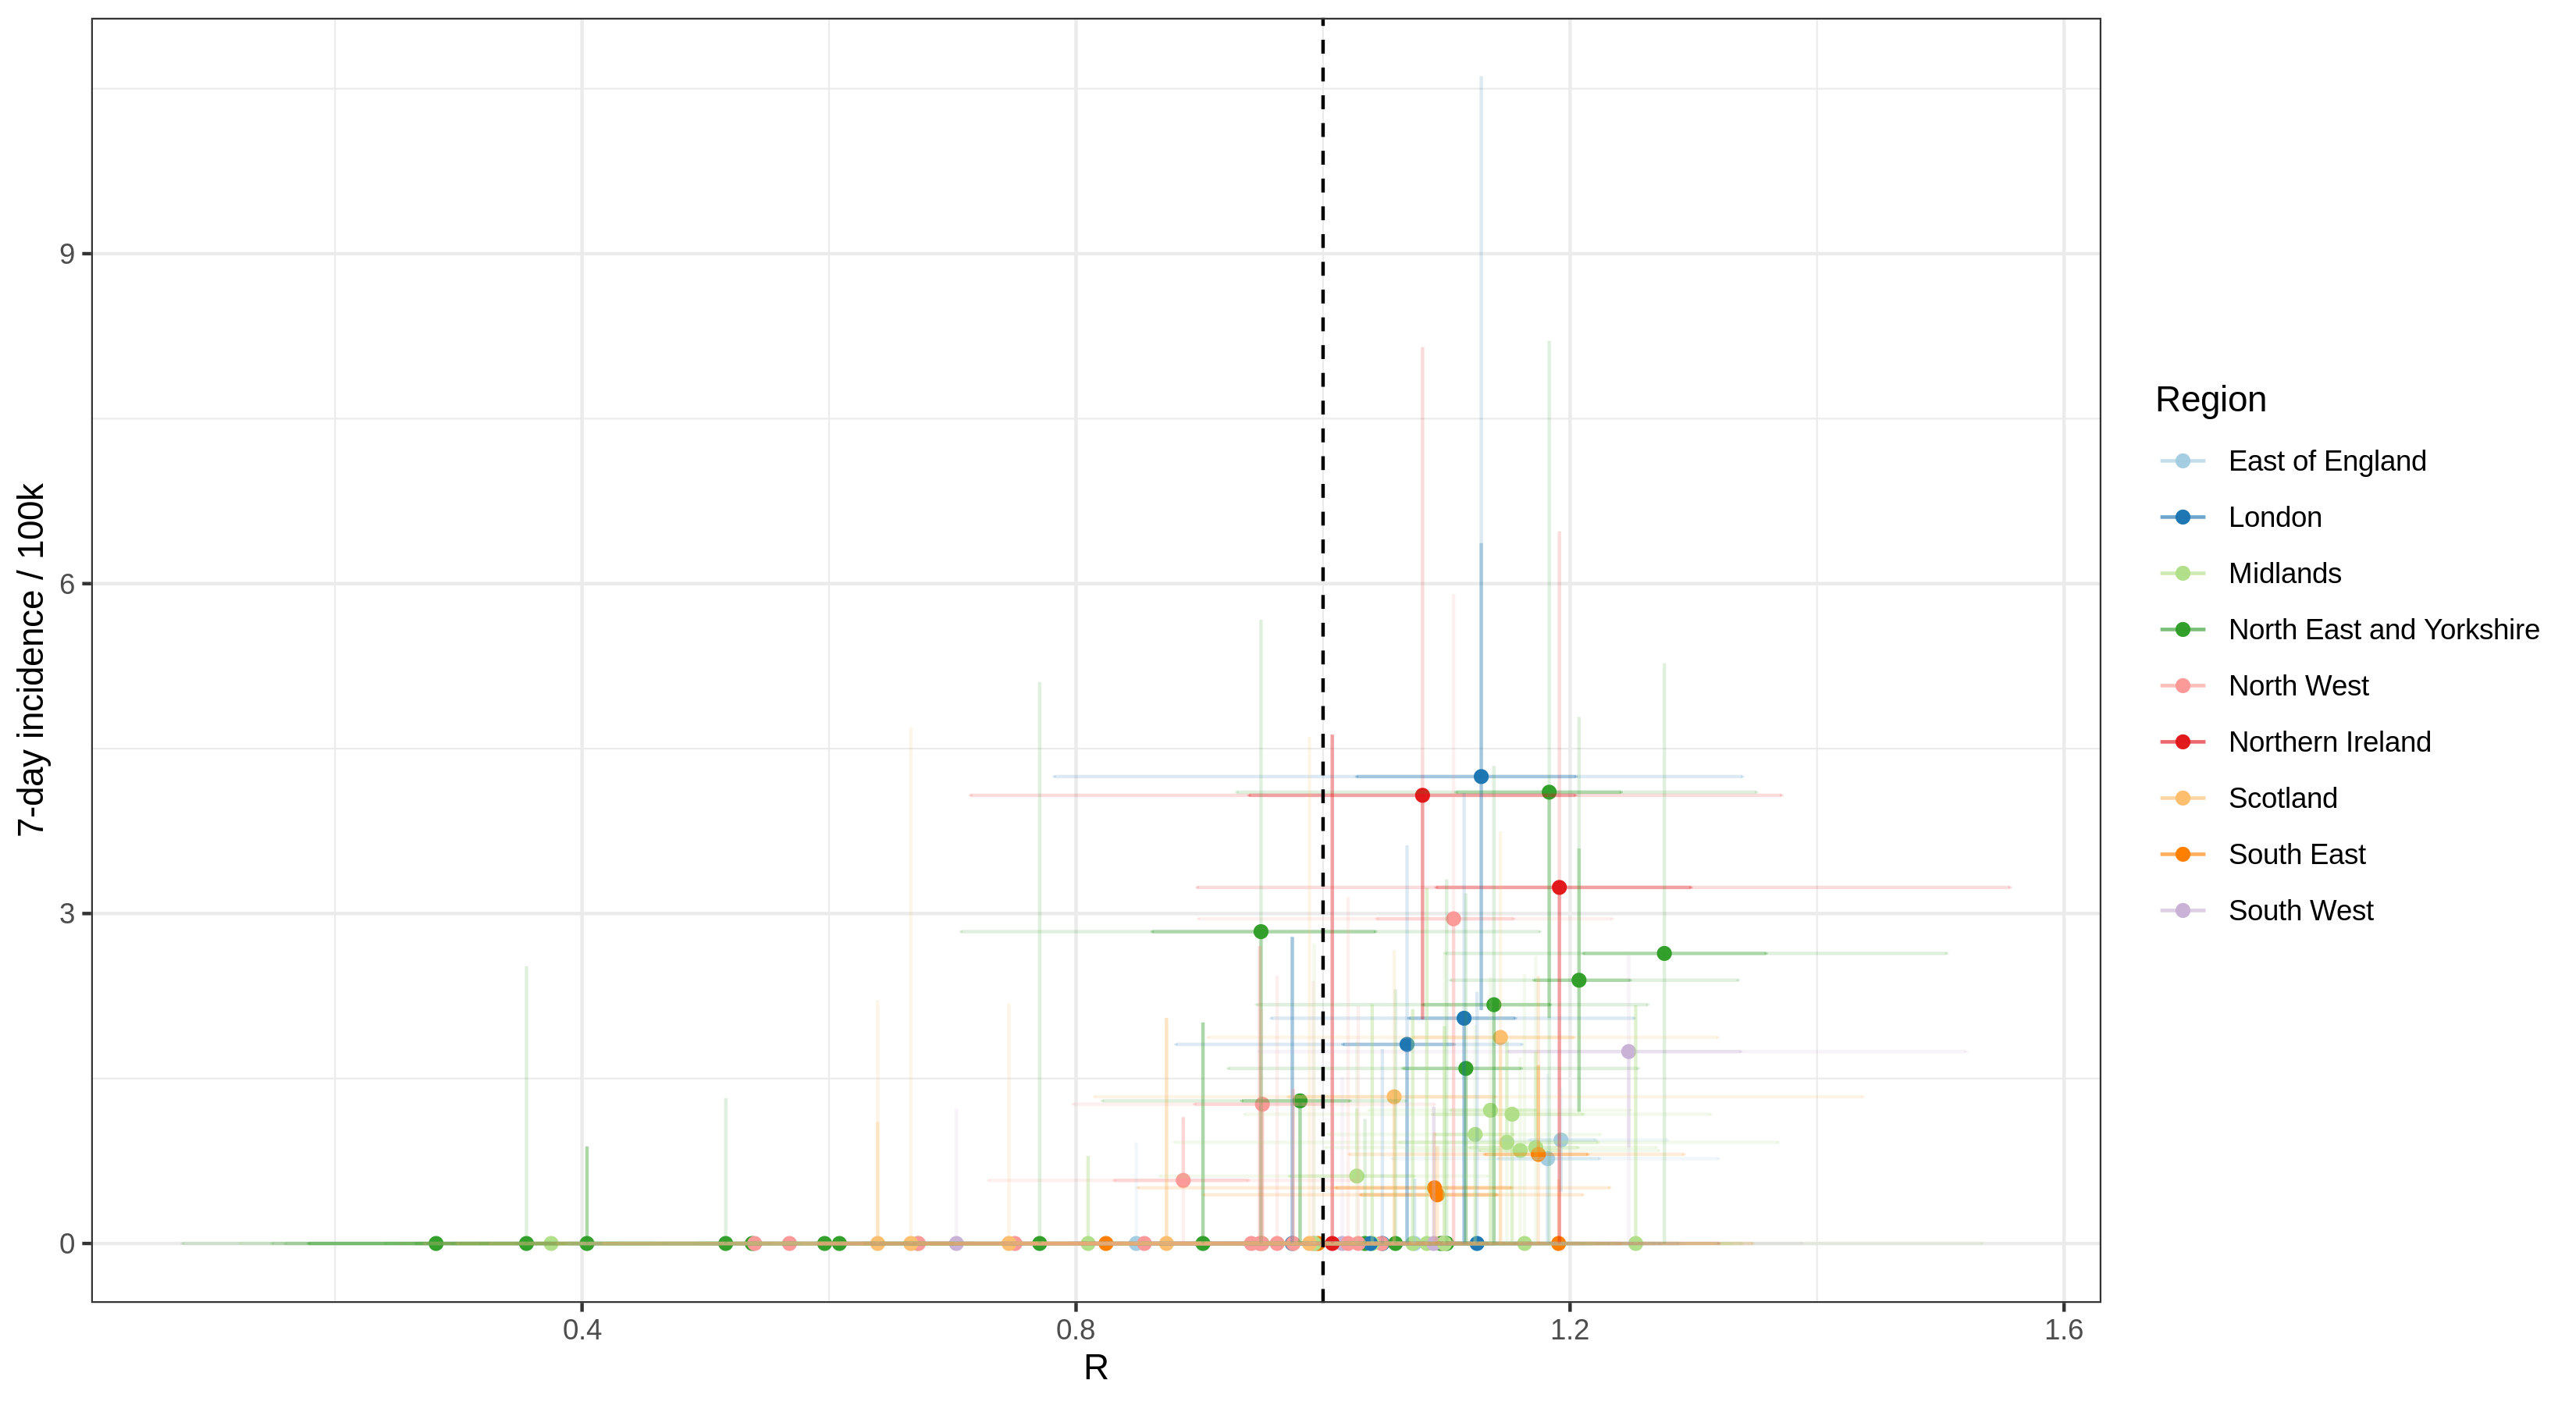 9
6
3
0
7-day incidence / 100k
0.4
0.8
1.2
1.6
R
Region
East of England
London
Midlands
North East and Yorkshire
North West
Northern Ireland
Scotland
South East
South West